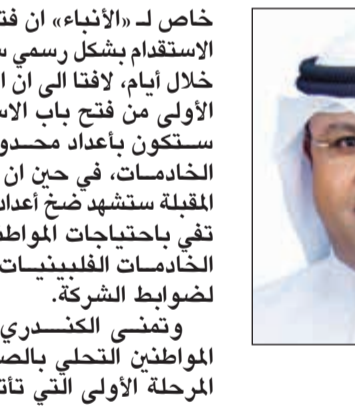 خاص لـ «الأنباء» ان فت
الاستقدام بشكل رسمي س
خلال أيام، لافتا الى ان ا
الأولى من فتح باب الاس
ستكون بأعداد محدو
الخادمات، في حين ان
المقبلة ستشهد ضخ أعداد
تفي باحتياجات المواط
الخادمات الفلبينيات
لضوابط الشركة.
وتمنى الكندري
المواطنين التحلي بالص
المرحلة الأولى التي تأت